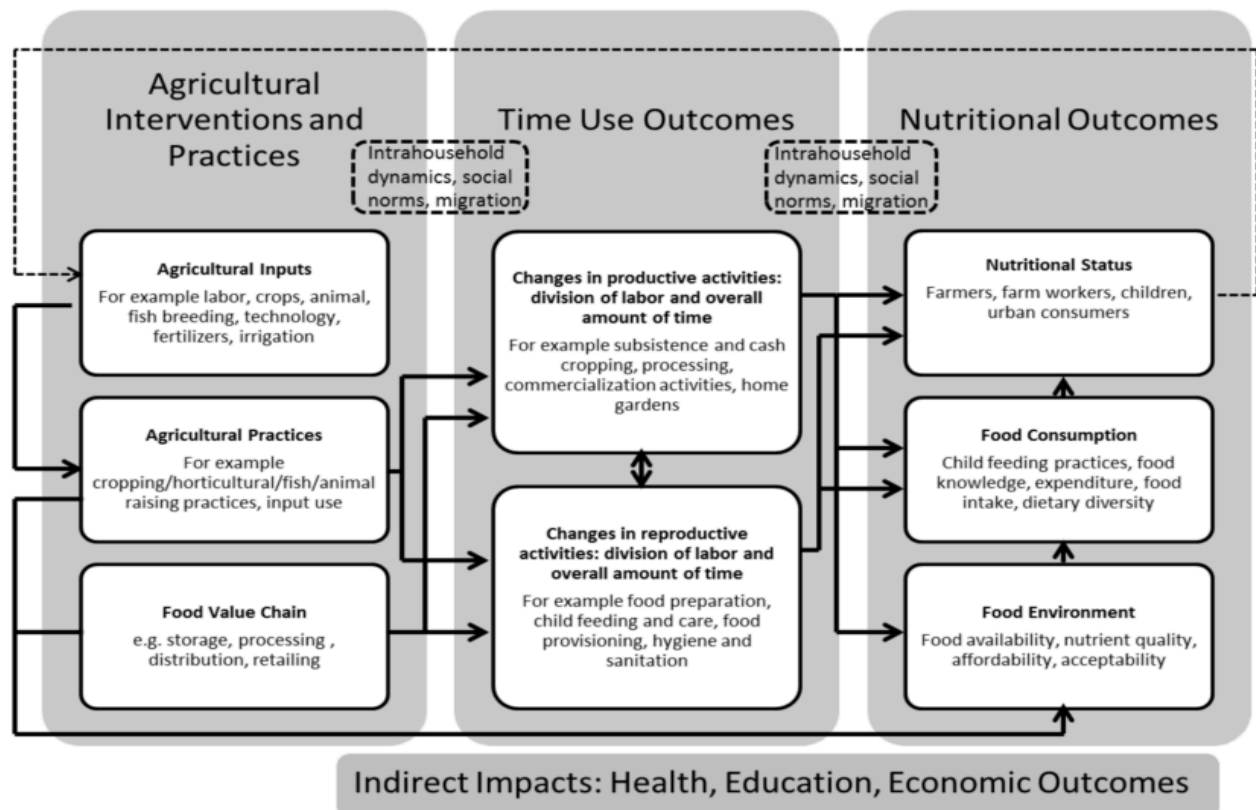 Agricultural
Interventions and
Practices
Time Use Outcomes
Nutritional Outcomes
Intrahousehold
dynamics, social
norms, migration
Intrahousehold
dynamics, social
norms, migration
Agricultural Inputs
For example labor, crops, animal,
fish breeding, technology,
fertilizers, irrigation
Agricultural Practices
For example
cropping/horticultural/fish/animal
raising practices, input use
Food Value Chain
e.g. storage, processing ,
distribution, retailing
Changes in productive activities:
division of labor and overall
amount of time
For example subsistence and cash
cropping, processing,
commercialization activities, home
gardens
Changes in reproductive
activities: division of labor and
overall amount of time
For example food preparation,
child feeding and care, food
provisioning, hygiene and
sanitation
Nutritional Status
Farmers, farm workers, children,
urban consumers
Food Consumption
Child feeding practices, food
knowledge, expenditure, food
intake, dietary diversity
Food Environment
Food availability, nutrient quality,
affordability, acceptability
Indirect Impacts: Health, Education, Economic Outcomes